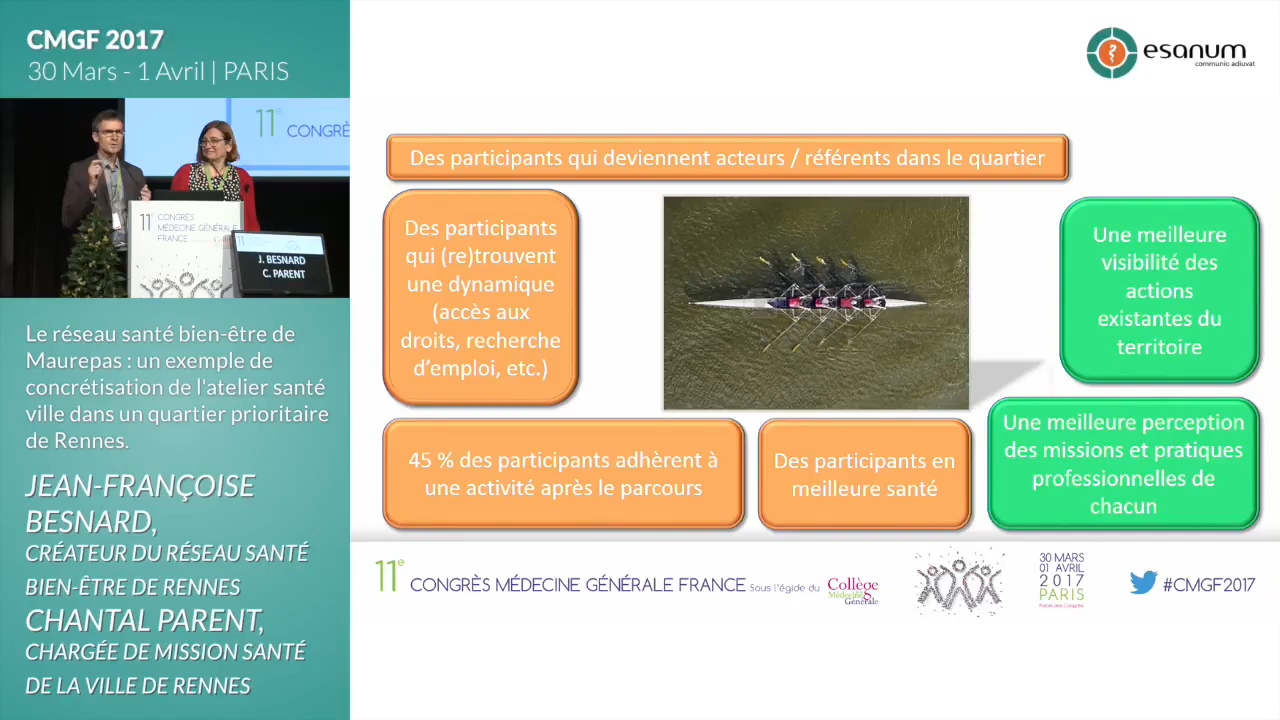 CMGF 2017
30 Mars - 1 Avril | PARIS
11e CONGRÈ
11e CONGRÈS
MÉDECINE GÉNÉRALE
FRANCE
J. BESNARD
C. PARENT
Le réseau santé bien-être de
Maurepas : un exemple de
concrétisation de l'atelier santé
ville dans un quartier prioritaire
de Rennes.
JEAN-FRANÇOISE
BESNARD,
CRÉATEUR DU RÉSEAU SANTÉ
BIEN-ÊTRE DE RENNES
CHANTAL PARENT,
CHARGÉE DE MISSION SANTÉ
DE LA VILLE DE RENNES
esanum
communio adiuvat
Des participants qui deviennent acteurs / référents dans le quartier
Des participants
qui (re)trouvent
une dynamique
(accès aux
droits, recherche
d’emploi, etc.)
Une meilleure
visibilité des
actions
existantes du
territoire
45 % des participants adhèrent à
une activité après le parcours
Des participants en
meilleure santé
Une meilleure perception
des missions et pratiques
professionnelles de
chacun
11e CONGRÈS MÉDECINE GÉNÉRALE FRANCE Sous l'égide du
Collège
Médecine
Générale
30 MARS
01 AVRIL
2017
PARIS
Palais des Congrès
#CMGF2017